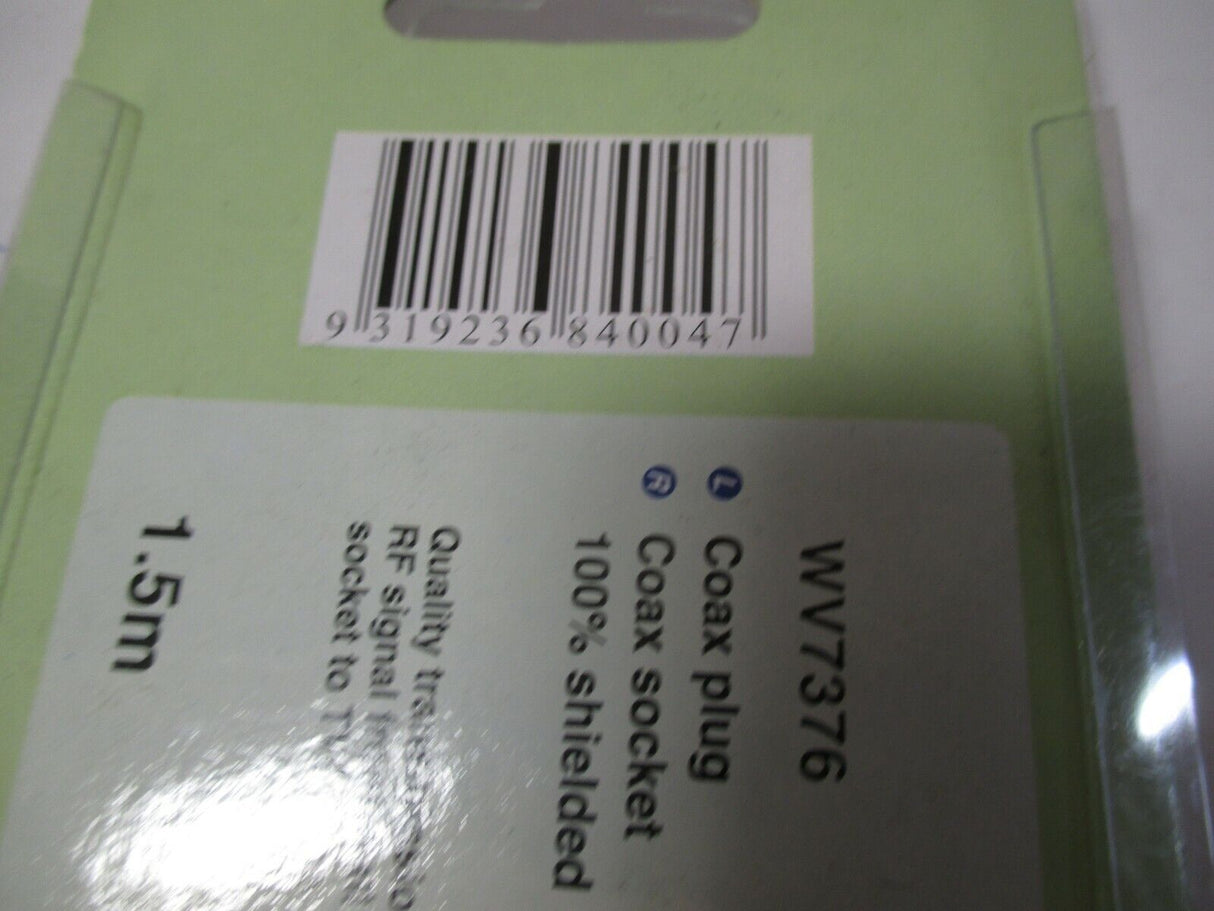 9 319236 840047
WV7376
L Coax plug
R Coax socket
100% shielded
Quality
RF signal
socket to
1.5m